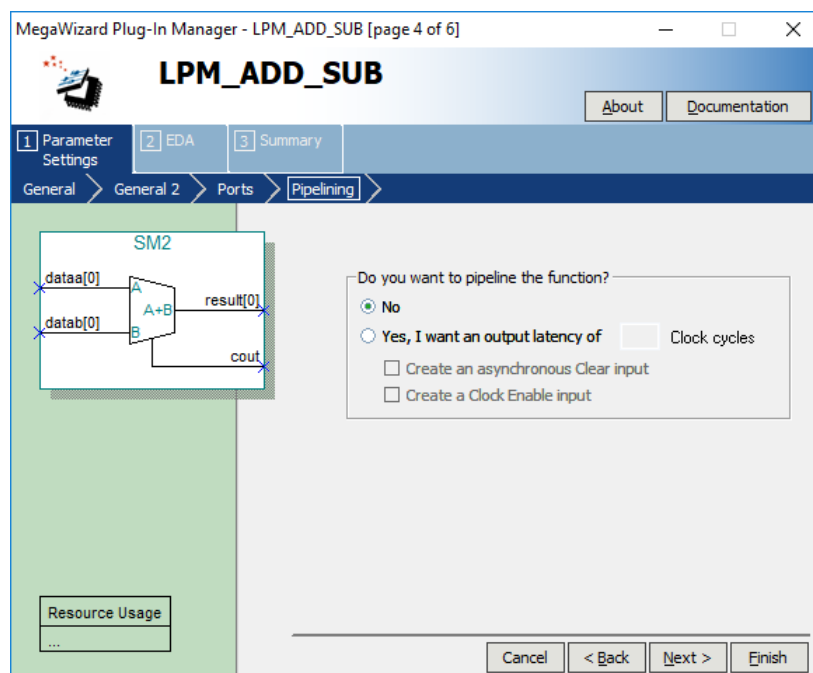 MegaWizard Plug-In Manager - LPM_ADD_SUB [page 4 of 6]
LPM_ADD_SUB
About Documentation
1 Parameter Settings
2 EDA
3 Summary
General General 2 Ports Pipelining
SM2
dataa[0]
A
A+B
result[0]
datab[0]
B
cout
Do you want to pipeline the function?
No
Yes, I want an output latency of Clock cycles
Create an asynchronous Clear input
Create a Clock Enable input
Resource Usage
...
Cancel < Back Next > Finish